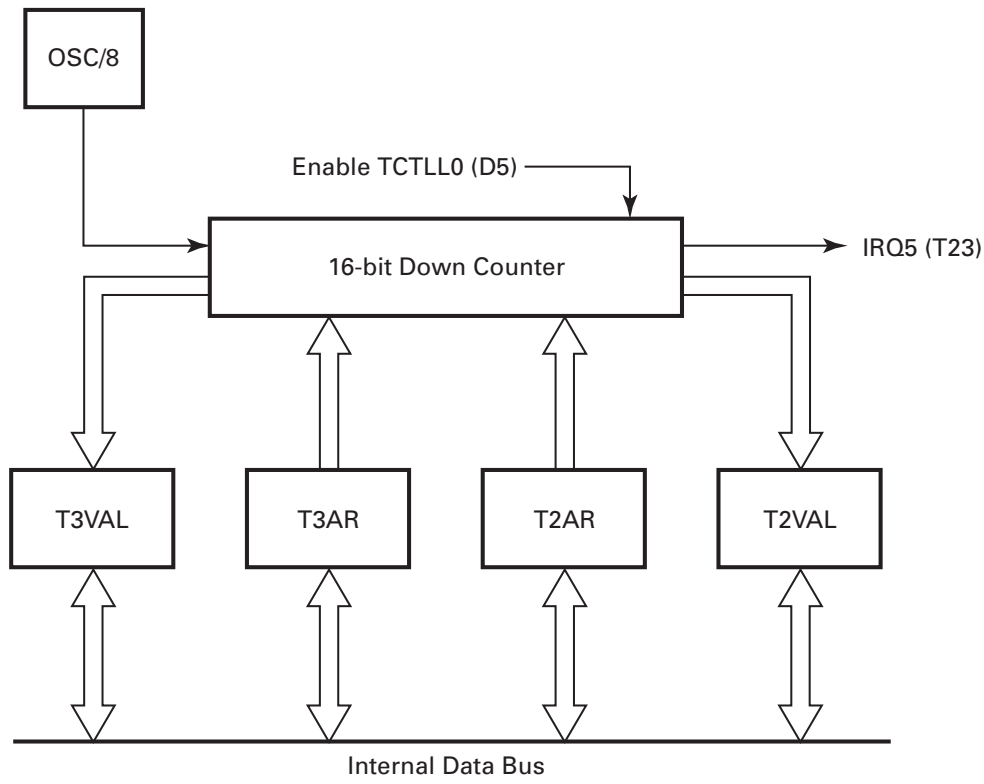 OSC/8
Enable TCTLL0 (D5)
16-bit Down Counter
IRQ5 (T23)
T3VAL
T3AR
T2AR
T2VAL
Internal Data Bus